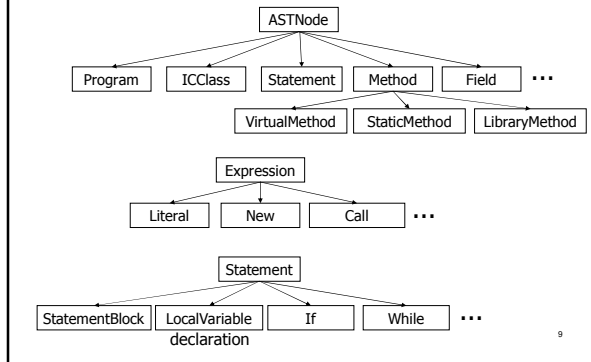 ASTNode
Program ICClass Statement Method Field ...
VirtualMethod StaticMethod LibraryMethod
Expression
Literal New Call ...
Statement
StatementBlock LocalVariable If While ...
declaration
9